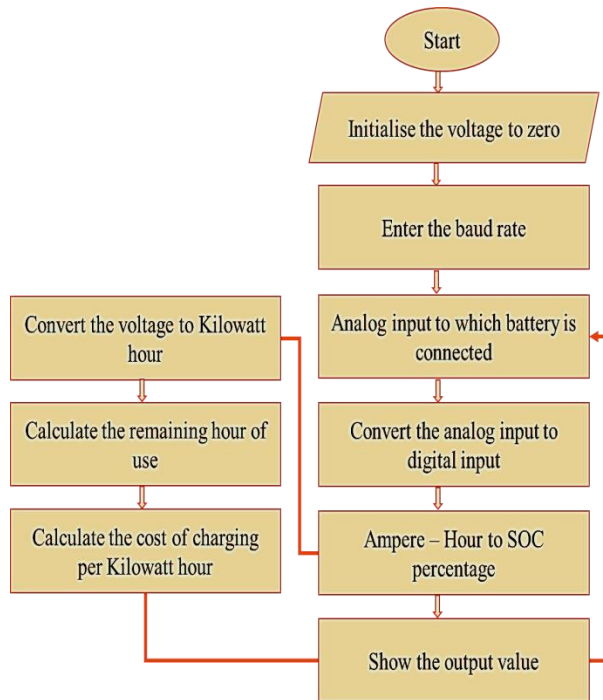 Start
Initialise the voltage to zero
Enter the baud rate
Analog input to which battery is
connected
Convert the analog input to
digital input
Ampere – Hour to SOC
percentage
Show the output value
Convert the voltage to Kilowatt
hour
Calculate the remaining hour of
use
Calculate the cost of charging
per Kilowatt hour